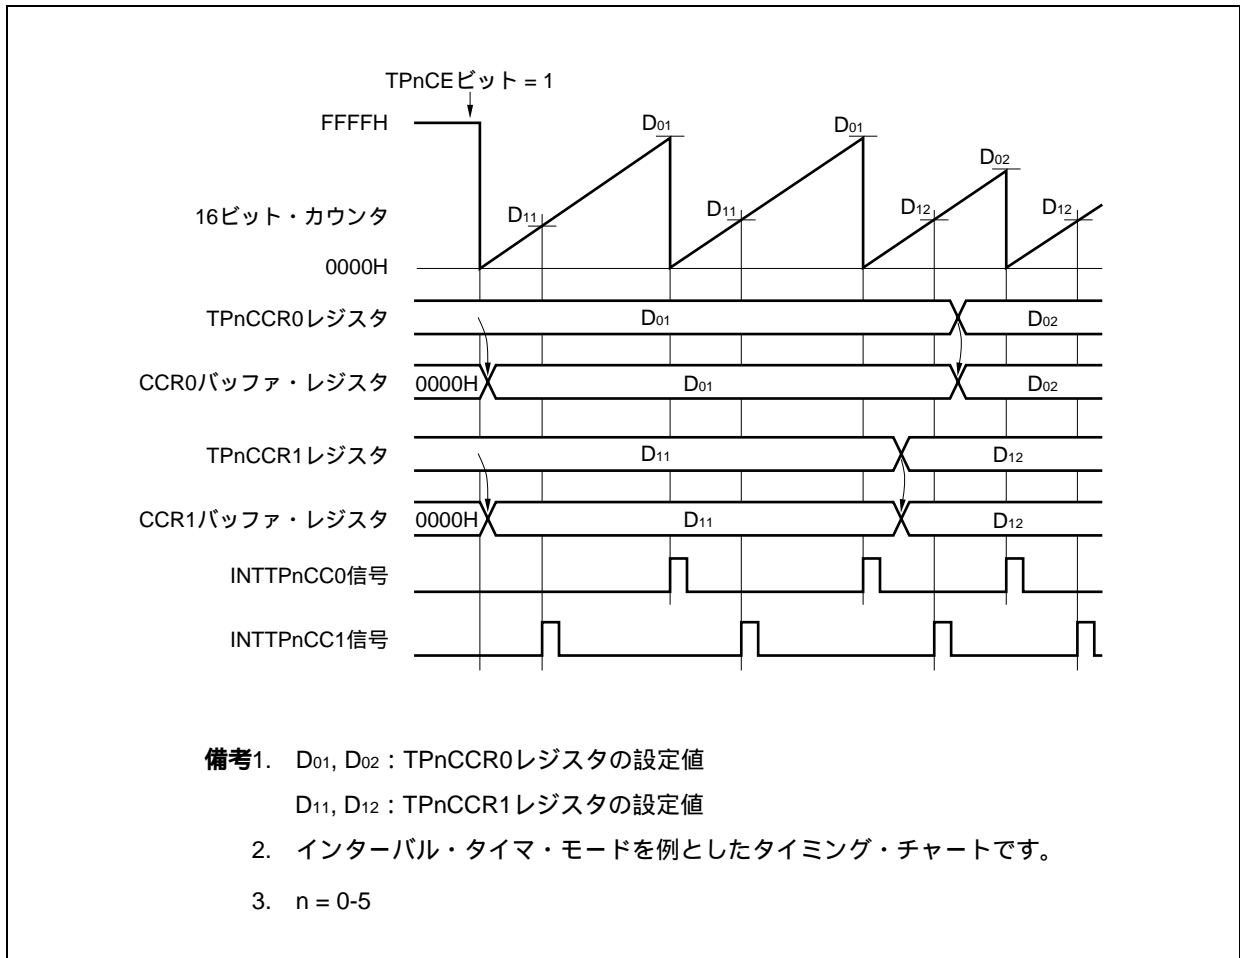 TPnCEビット = 1
FFFFH
D01 D01
D02
16ビット・カウンタ
D11 D11 D12 D12
0000H
TPnCCR0レジスタ D01 D02
CCR0バッファ・レジスタ 0000H D01 D02
TPnCCR1レジスタ D11 D12
CCR1バッファ・レジスタ 0000H D11 D12
INTTPnCC0信号
INTTPnCC1信号
備考1. D01, D02：TPnCCR0レジスタの設定値
D11, D12：TPnCCR1レジスタの設定値
2. インターバル・タイマ・モードを例としたタイミング・チャートです。
3. n = 0-5